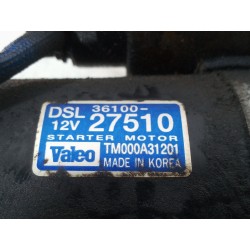 DSL 36100-
12V 27510
STARTER MOTOR
Valeo TM000A31201
MADE IN KOREA